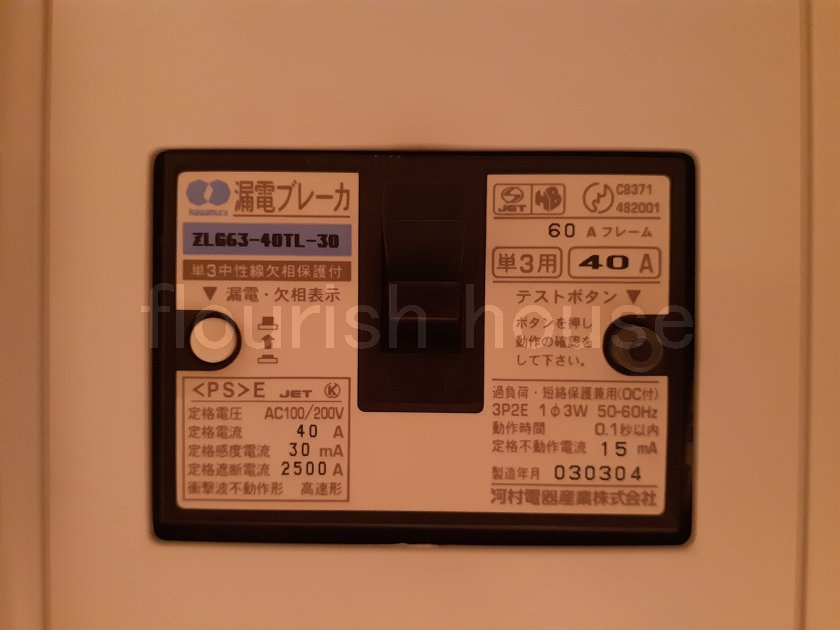 漏電ブレーカ
Kawamura
ZLG63-40TL-30
単3中性線欠相保護付
▼ 漏電・欠相表示
<PS>E JET K
定格電圧 AC100/200V
定格電流 40 A
定格感度電流 30 mA
定格遮断電流 2500 A
衝撃波不動作形 高速形
JET HB C8371
482001
60 Aフレーム
単3用 40 A
テストボタン ▼
ボタンを押し
動作の確認を
して下さい。
過負荷・短絡保護兼用(OC付)
3P2E 1φ3W 50-60Hz
動作時間 0.1秒以内
定格不動作電流 15 mA
製造年月 030304
河村電器産業株式会社
flourish house